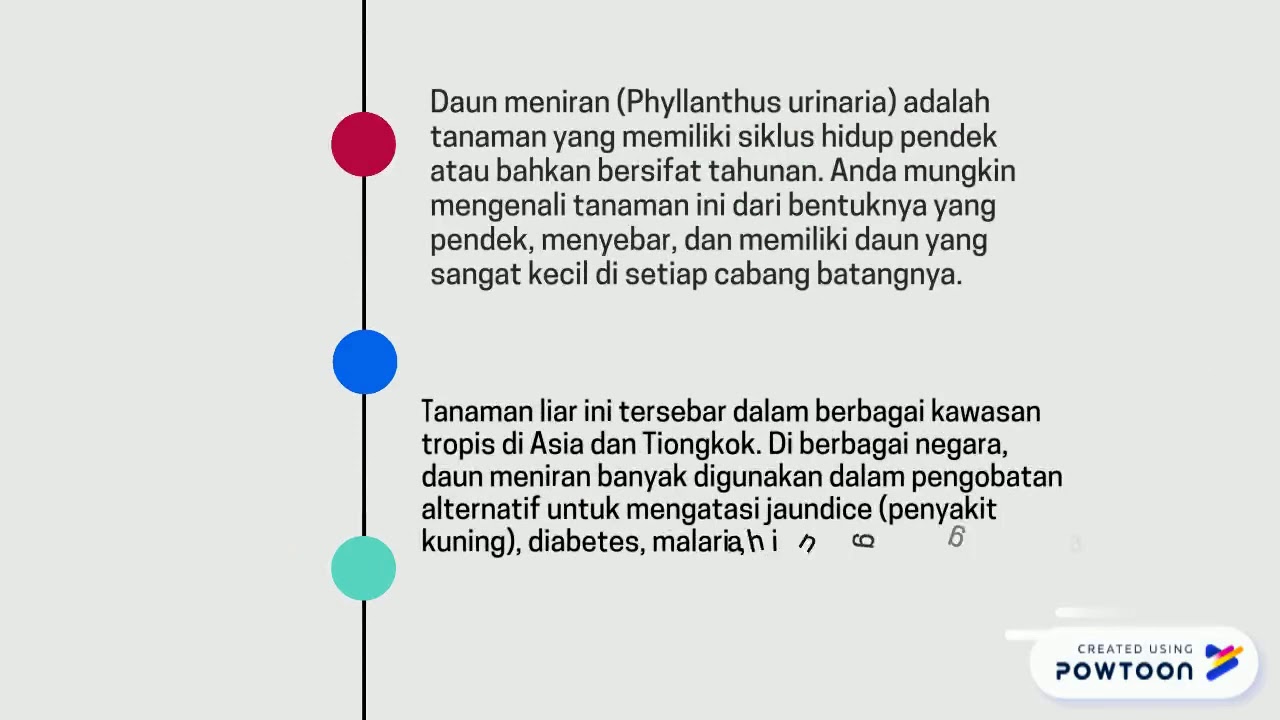 Daun meniran (Phyllanthus urinaria) adalah
tanaman yang memiliki siklus hidup pendek
atau bahkan bersifat tahunan. Anda mungkin
mengenali tanaman ini dari bentuknya yang
pendek, menyebar, dan memiliki daun yang
sangat kecil di setiap cabang batangnya.
Tanaman liar ini tersebar dalam berbagai kawasan
tropis di Asia dan Tiongkok. Di berbagai negara,
daun meniran banyak digunakan dalam pengobatan
alternatif untuk mengatasi jaundice (penyakit
kuning), diabetes, malaria,
CREATED USING
POWTOON